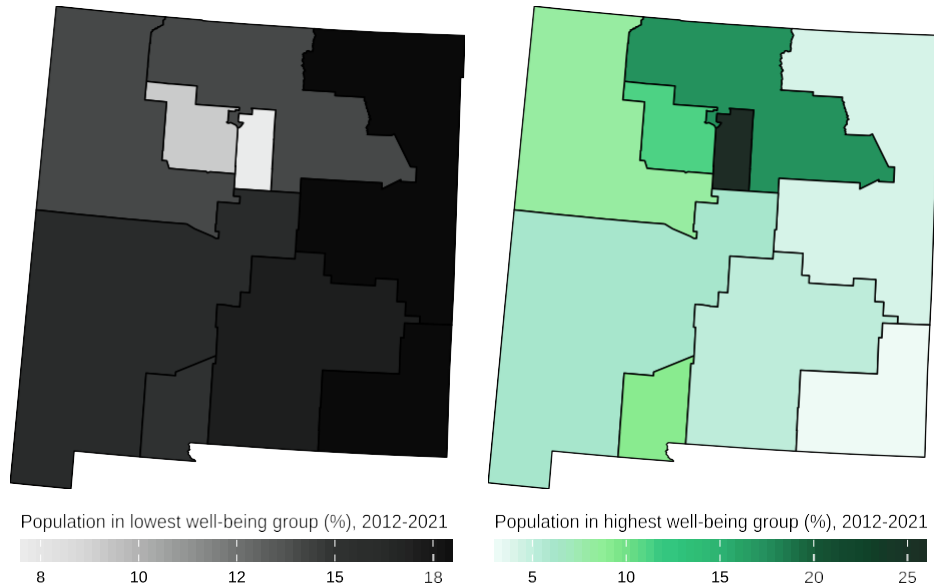 Population in lowest well-being group (%), 2012-2021
8 10 12 15 18
Population in highest well-being group (%), 2012-2021
5 10 15 20 25